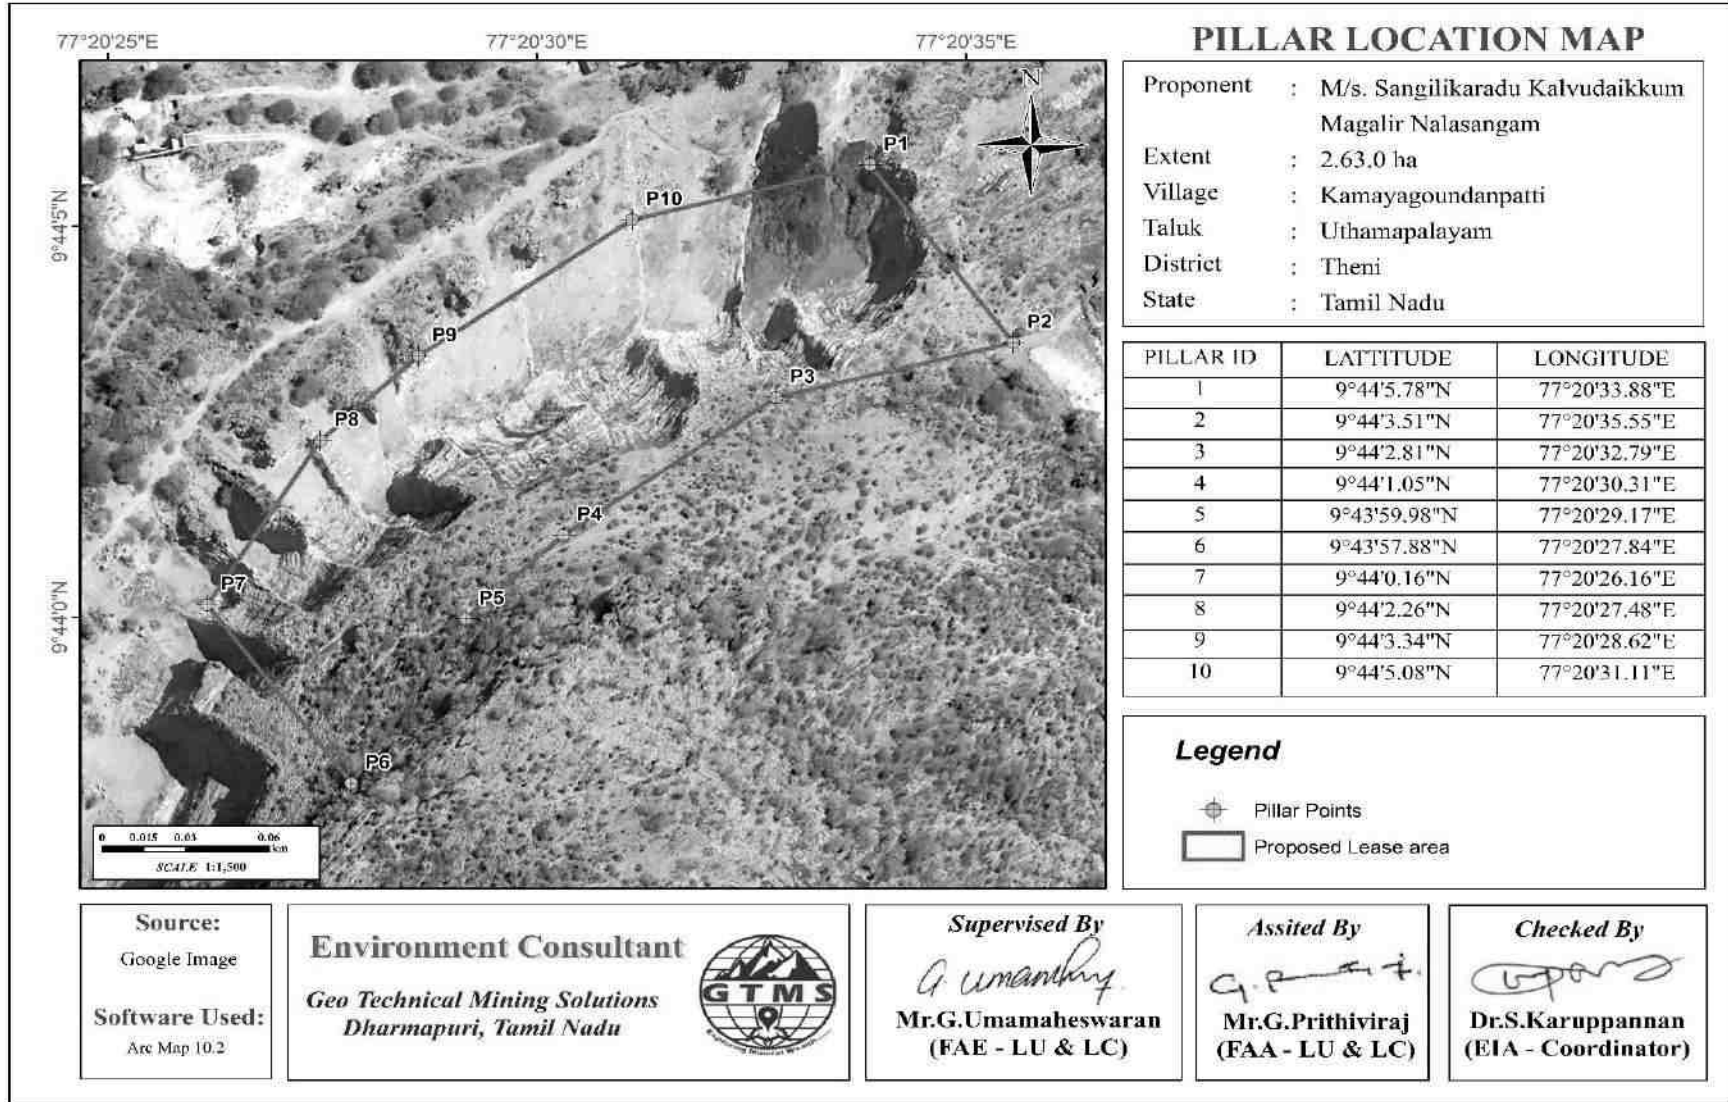 PILLAR LOCATION MAP
77°20'25"E
77°20'30"E
77°20'35"E
9°44'5"N
9°44'0"N
N
P1
P10
P2
P9
P3
P8
P4
P7
P5
P6
0 0.015 0.03 0.06
km
SCALE 1:1,500
Proponent : M/s. Sangilikaradu Kalvudaikkum
Magalir Nalasangam
Extent : 2.63.0 ha
Village : Kamayagoundanpatti
Taluk : Uthamapalayam
District : Theni
State : Tamil Nadu
PILLAR ID LATTITUDE LONGITUDE
1 9°44'5.78"N 77°20'33.88"E
2 9°44'3.51"N 77°20'35.55"E
3 9°44'2.81"N 77°20'32.79"E
4 9°44'1.05"N 77°20'30.31"E
5 9°43'59.98"N 77°20'29.17"E
6 9°43'57.88"N 77°20'27.84"E
7 9°44'0.16"N 77°20'26.16"E
8 9°44'2.26"N 77°20'27.48"E
9 9°44'3.34"N 77°20'28.62"E
10 9°44'5.08"N 77°20'31.11"E
Legend
Pillar Points
Proposed Lease area
Source:
Google Image
Software Used:
Arc Map 10.2
Environment Consultant
Geo Technical Mining Solutions
Dharmapuri, Tamil Nadu
GTMS
Supervised By
G. Umamhy
Mr.G.Umamaheswaran
(FAE - LU & LC)
Assited By
Mr.G.Prithiviraj
(FAA - LU & LC)
Checked By
Dr.S.Karuppannan
(EIA - Coordinator)